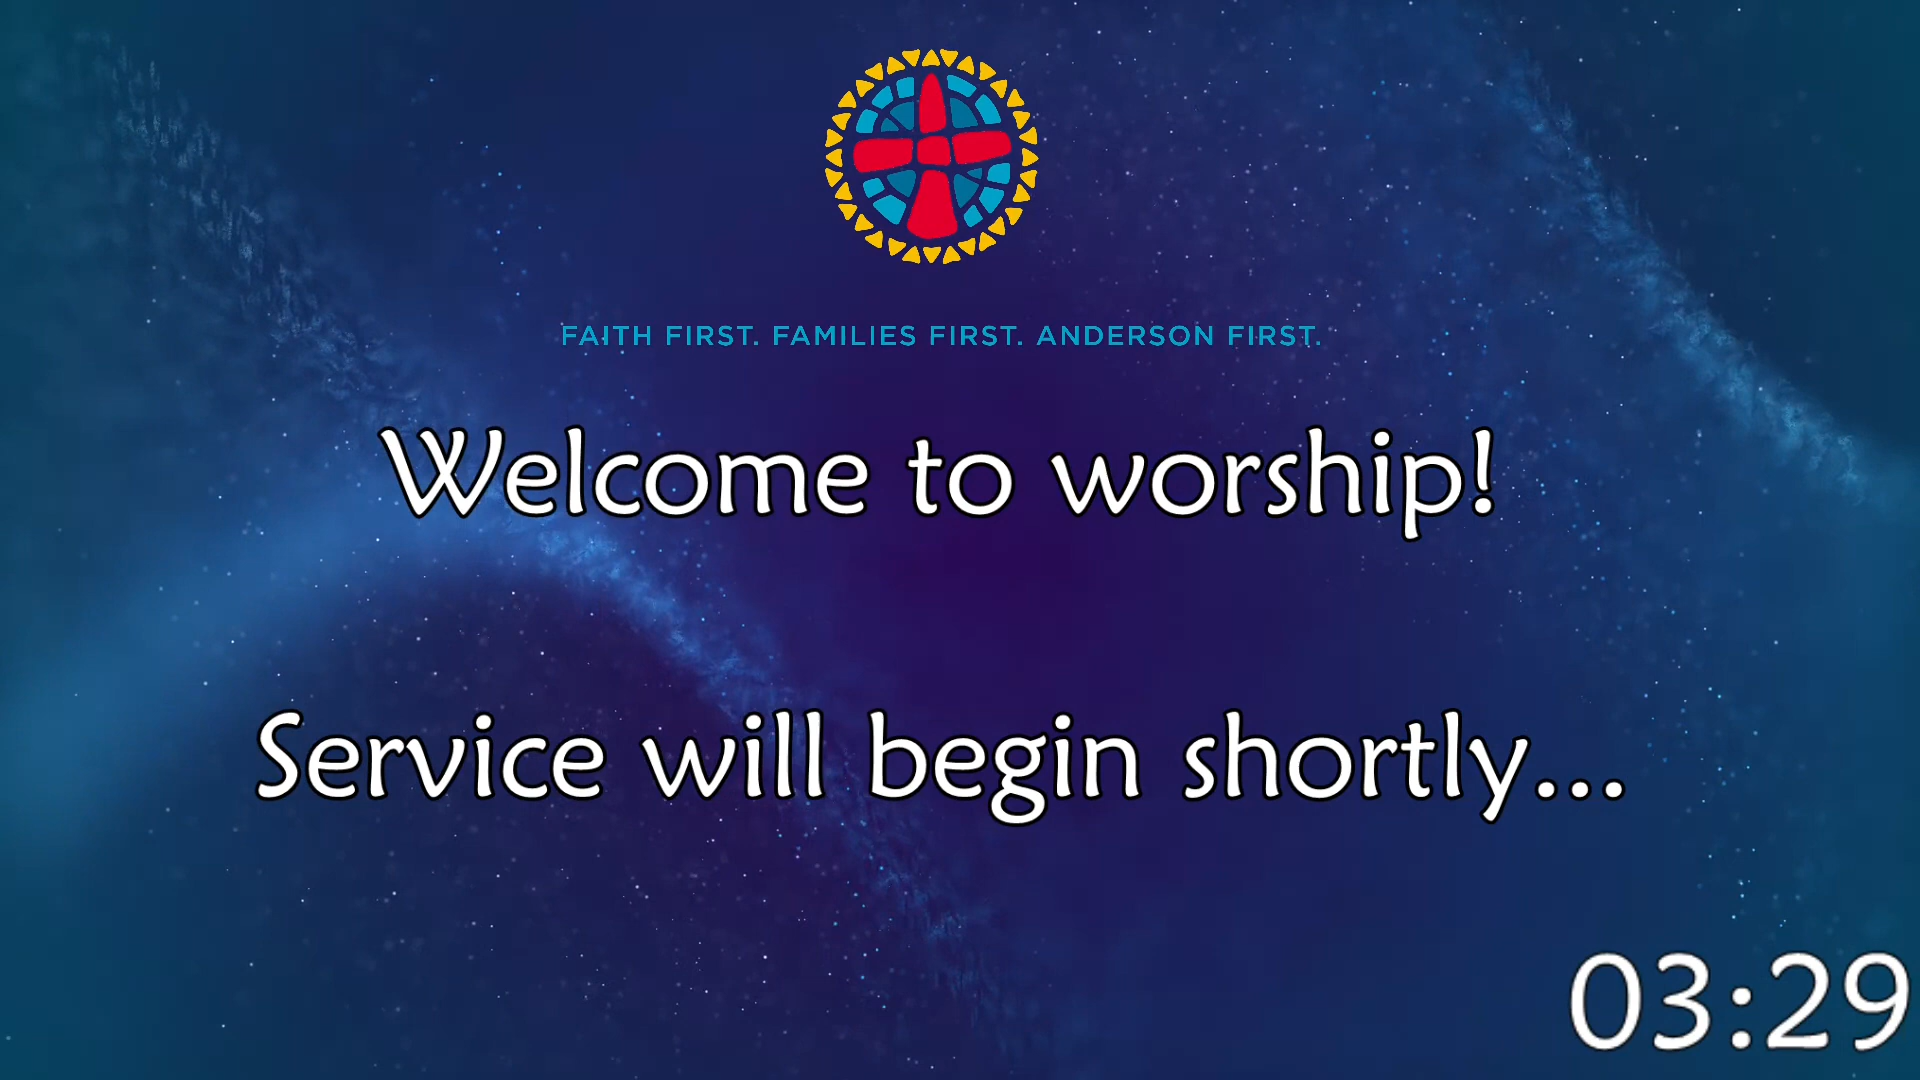 FAITH FIRST. FAMILIES FIRST. ANDERSON FIRST.
Welcome to worship!
Service will begin shortly...
03:29